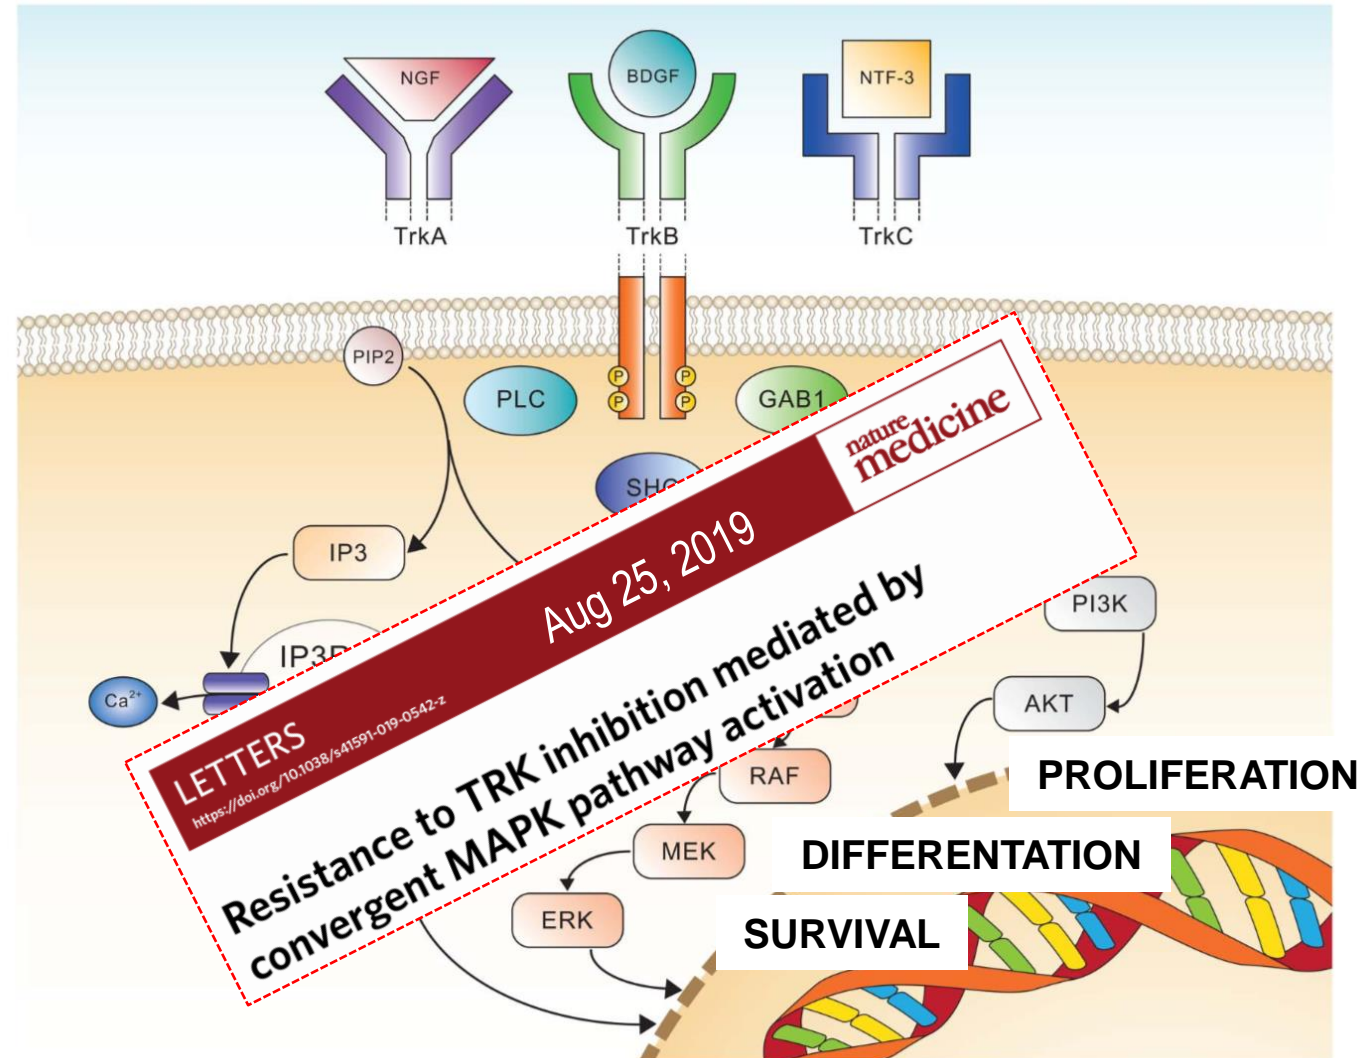 NGF
BDGF
NTF-3
TrkA
TrkB
TrkC
PIP2
PLC
P
P
P
P
GAB1
nature
medicine
IP3
Aug 25, 2019
PI3K
Ca²⁺
AKT
LETTERS
https://doi.org/10.1038/s41591-019-0542-z
Resistance to TRK inhibition mediated by
convergent MAPK pathway activation
RAF
MEK
ERK
PROLIFERATION
DIFFERENTATION
SURVIVAL